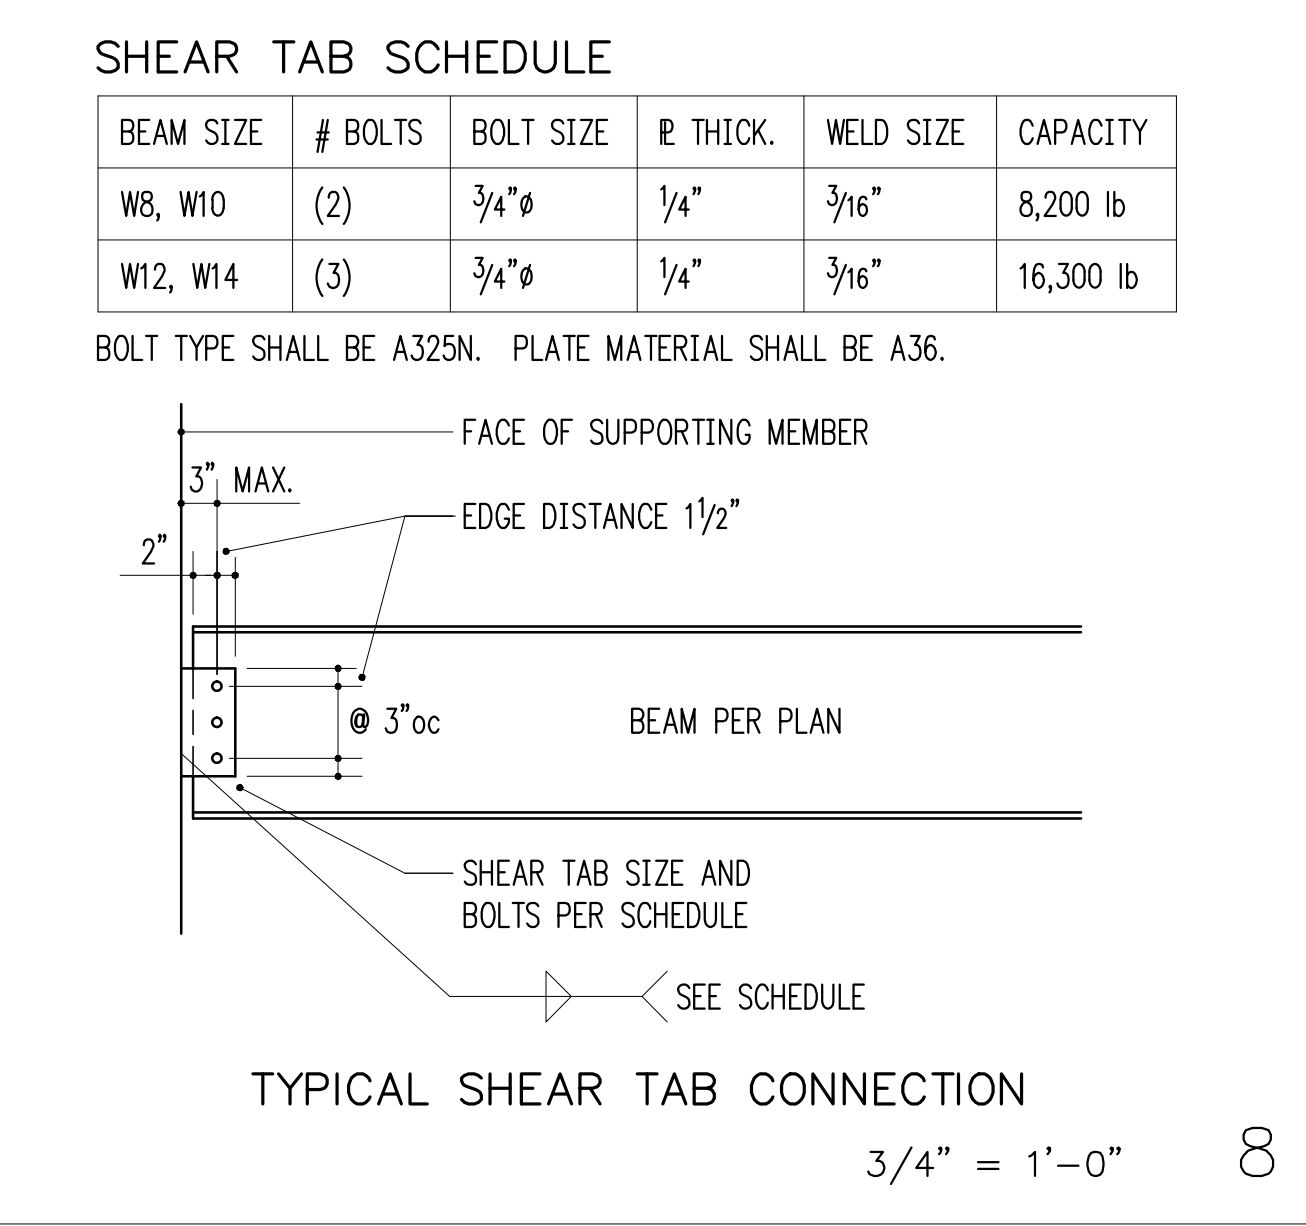 SHEAR TAB SCHEDULE
BEAM SIZE # BOLTS BOLT SIZE ⅊ THICK. WELD SIZE CAPACITY
W8, W10 (2) 3/4"ø 1/4" 3/16" 8,200 lb
W12, W14 (3) 3/4"ø 1/4" 3/16" 16,300 lb
BOLT TYPE SHALL BE A325N. PLATE MATERIAL SHALL BE A36.
FACE OF SUPPORTING MEMBER
3" MAX.
EDGE DISTANCE 1 1/2"
2"
@ 3"oc
BEAM PER PLAN
SHEAR TAB SIZE AND
BOLTS PER SCHEDULE
SEE SCHEDULE
TYPICAL SHEAR TAB CONNECTION
3/4" = 1'-0"
8